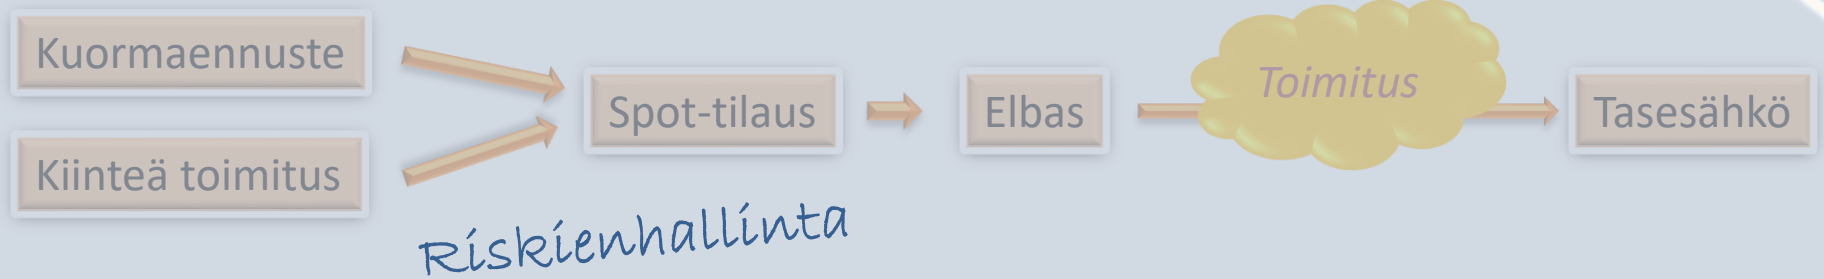 Kuormaennuste
Kiinteä toimitus
Spot-tilaus
Elbas
Toimitus
Tasesähkö
Riskienhallinta